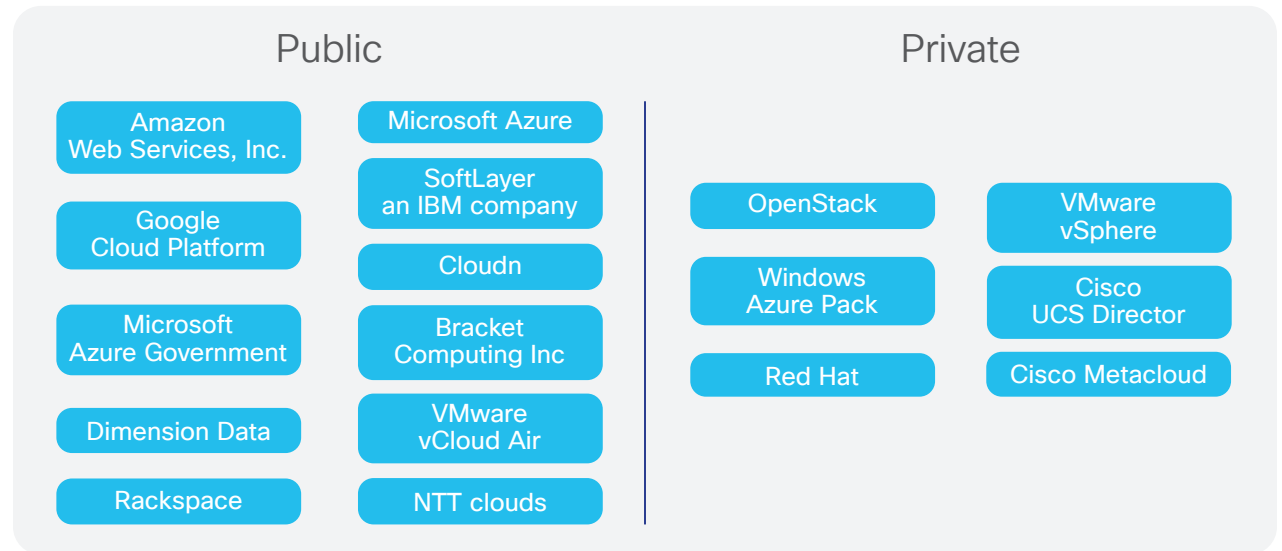 Public
Amazon
Web Services, Inc.
Google
Cloud Platform
Microsoft
Azure Government
Dimension Data
Rackspace
Microsoft Azure
SoftLayer
an IBM company
Cloudn
Bracket
Computing Inc
VMware
vCloud Air
NTT clouds
Private
OpenStack
Windows
Azure Pack
Red Hat
VMware
vSphere
Cisco
UCS Director
Cisco Metacloud